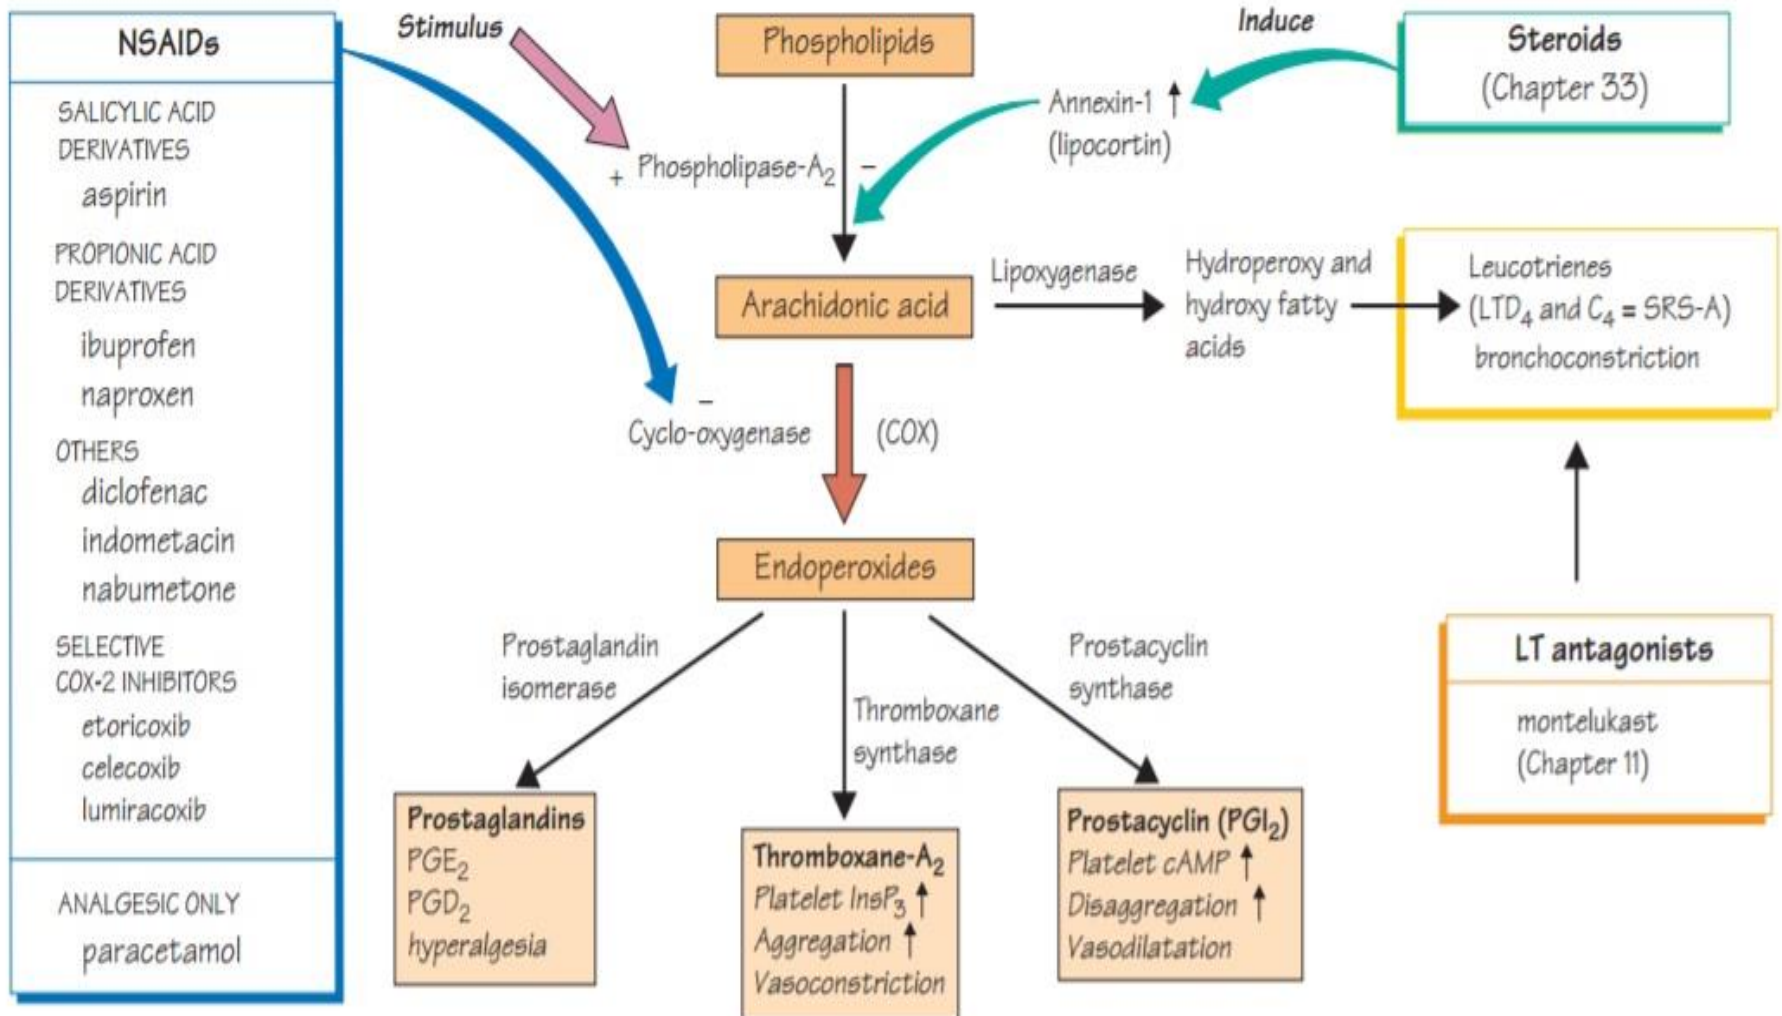 NSAIDs
SALICYLIC ACID
DERIVATIVES
aspirin
PROPIONIC ACID
DERIVATIVES
ibuprofen
naproxen
OTHERS
diclofenac
indometacin
nabumetone
SELECTIVE
COX-2 INHIBITORS
etoricoxib
celecoxib
lumiracoxib
ANALGESIC ONLY
paracetamol
Stimulus
Phospholipids
Induce
Steroids
(Chapter 33)
Annexin-1 ↑
(lipocortin)
+ Phospholipase-A₂ −
Arachidonic acid
Lipoxygenase
Hydroperoxy and
hydroxy fatty
acids
Leucotrienes
(LTD₄ and C₄ = SRS-A)
bronchoconstriction
−
Cyclo-oxygenase (COX)
Endoperoxides
Prostaglandin
isomerase
Thromboxane
synthase
Prostacyclin
synthase
LT antagonists
montelukast
(Chapter 11)
Prostaglandins
PGE₂
PGD₂
hyperalgesia
Thromboxane-A₂
Platelet InsP₃ ↑
Aggregation ↑
Vasoconstriction
Prostacyclin (PGI₂)
Platelet cAMP ↑
Disaggregation ↑
Vasodilatation